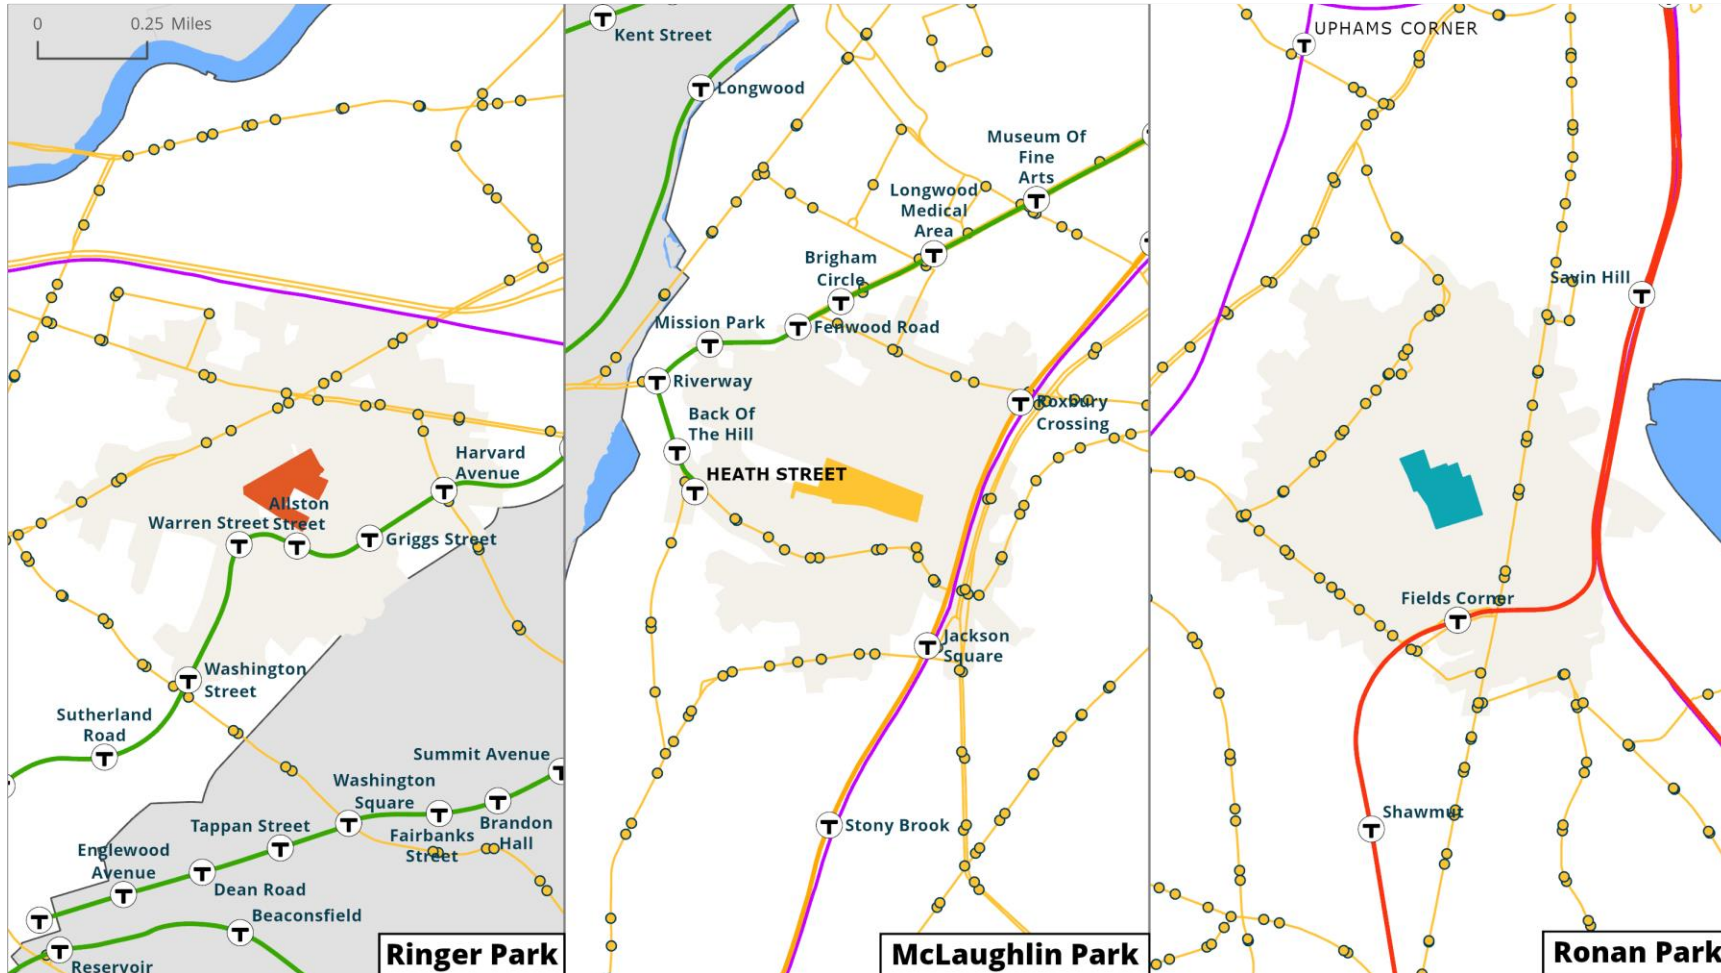 0
0.25 Miles
Harvard
Avenue
Allston
Street
Warren Street
Griggs Street
Washington
Street
Sutherland
Road
Summit Avenue
Washington
Square
Tappan Street
Fairbanks
Street
Brandon
Hall
Englewood
Avenue
Dean Road
Beaconsfield
Reservoir
Ringer Park
Kent Street
Longwood
Museum Of
Fine
Arts
Longwood
Medical
Area
Brigham
Circle
Mission Park
Fenwood Road
Riverway
Roxbury
Crossing
Back Of
The Hill
HEATH STREET
Jackson
Square
Stony Brook
McLaughlin Park
UPHAMS CORNER
Savin Hill
Fields Corner
Shawmut
Ronan Park